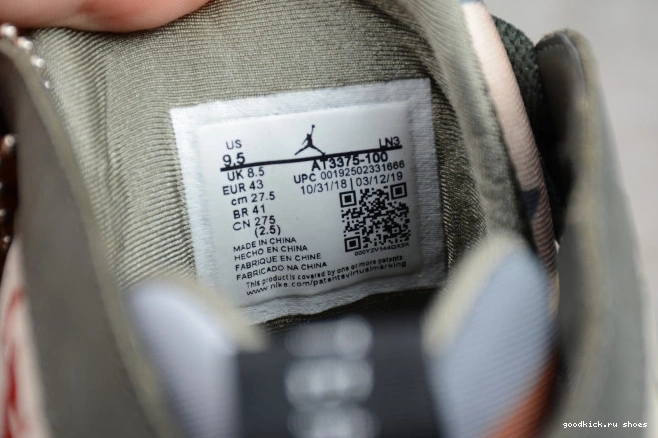 US
9.5 LN3
UK 8.5 AT3375-100
EUR 43 UPC 00192502331666
cm 27.5 10/31/18 | 03/12/19
BR 41
CN 275
(2.5)
MADE IN CHINA
HECHO EN CHINA
FABRIQUE EN CHINE
FABRICADO NA CHINA
This product is covered by one or more patents
www.nike.com/patentsvirtualmarking
goodkick.ru shoes